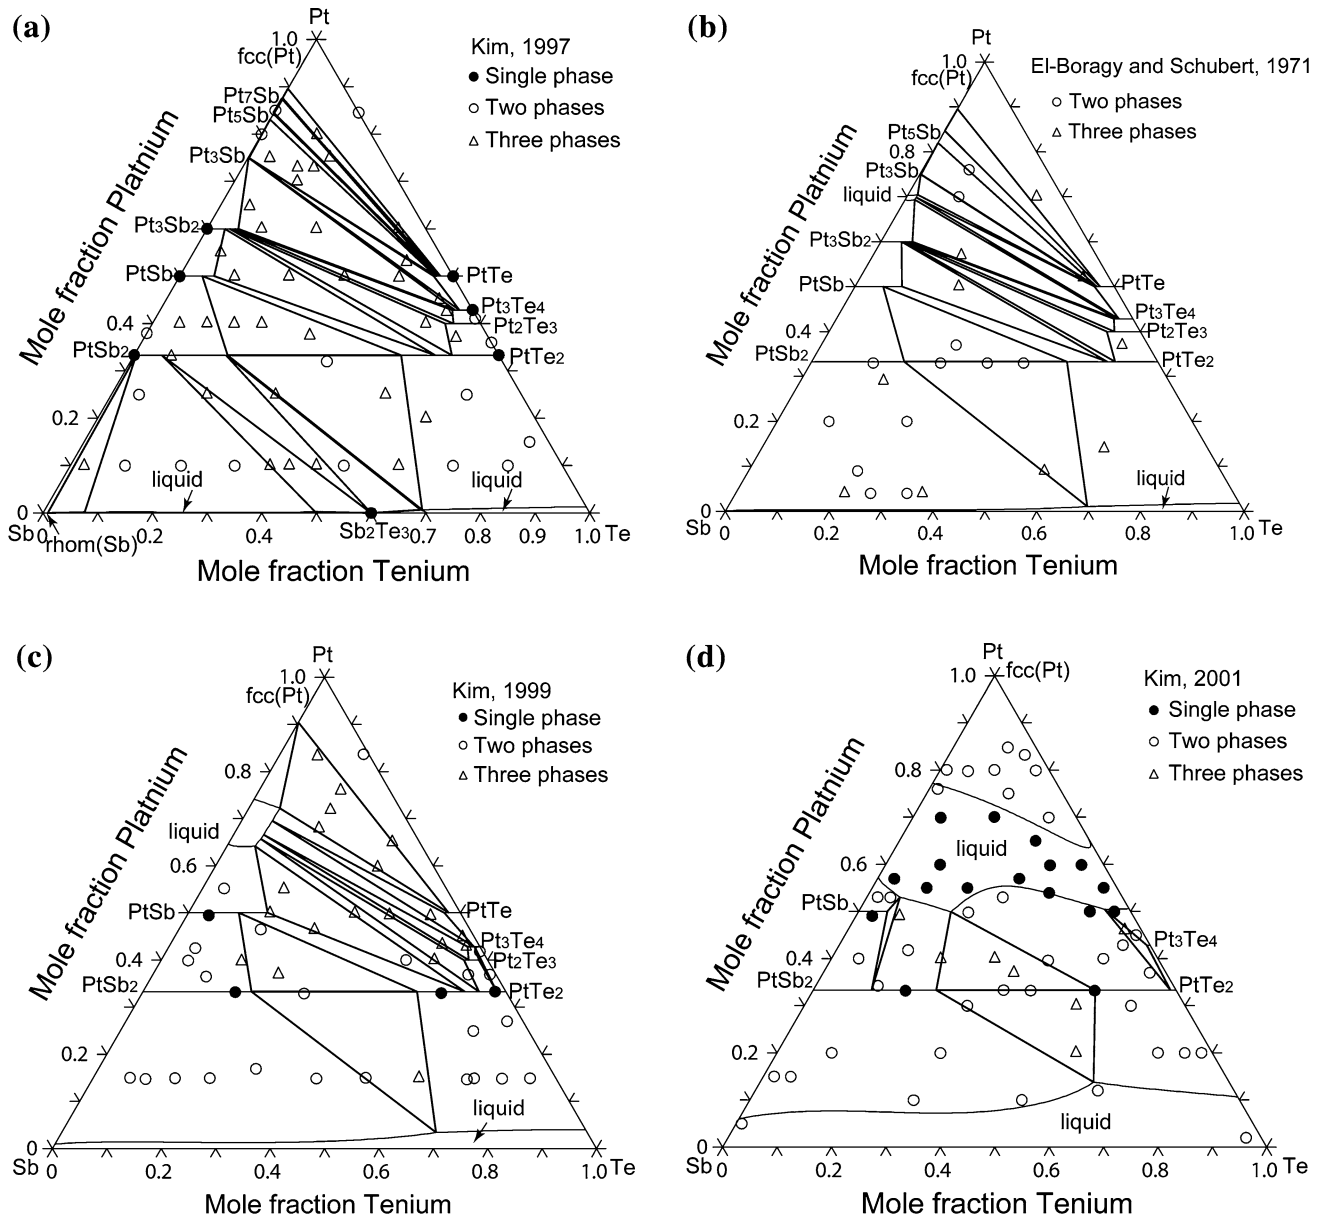 (a)
Pt
1.0
fcc(Pt)
Pt7Sb
Pt5Sb
Pt3Sb
Pt3Sb2
PtSb
0.4
PtSb2
0.2
0
Mole fraction Platnium
Kim, 1997
Single phase
Two phases
Three phases
PtTe
Pt3Te4
Pt2Te3
PtTe2
liquid
liquid
Sb 0 rhom(Sb) 0.2 0.4 Sb2Te3 0.7 0.8 0.9 1.0 Te
Mole fraction Tenium
(b)
Pt
1.0
fcc(Pt)
Pt5Sb
0.8
Pt3Sb
liquid
Pt3Sb2
PtSb
0.4
PtSb2
0.2
0
Mole fraction Platnium
El-Boragy and Schubert, 1971
Two phases
Three phases
PtTe
Pt3Te4
Pt2Te3
PtTe2
liquid
Sb 0 0.2 0.4 0.6 0.8 1.0 Te
Mole fraction Tenium
(c)
Pt
1.0
fcc(Pt)
0.8
liquid
0.6
PtSb
0.4
PtSb2
0.2
0
Mole fraction Platnium
Kim, 1999
Single phase
Two phases
Three phases
PtTe
Pt3Te4
Pt2Te3
PtTe2
liquid
Sb 0 0.2 0.4 0.6 0.8 1.0 Te
Mole fraction Tenium
(d)
Pt
1.0 fcc(Pt)
0.8
liquid
0.6
PtSb
0.4
PtSb2
0.2
0
Mole fraction Platnium
Kim, 2001
Single phase
Two phases
Three phases
Pt3Te4
PtTe2
liquid
Sb 0 0.2 0.4 0.6 0.8 1.0 Te
Mole fraction Tenium